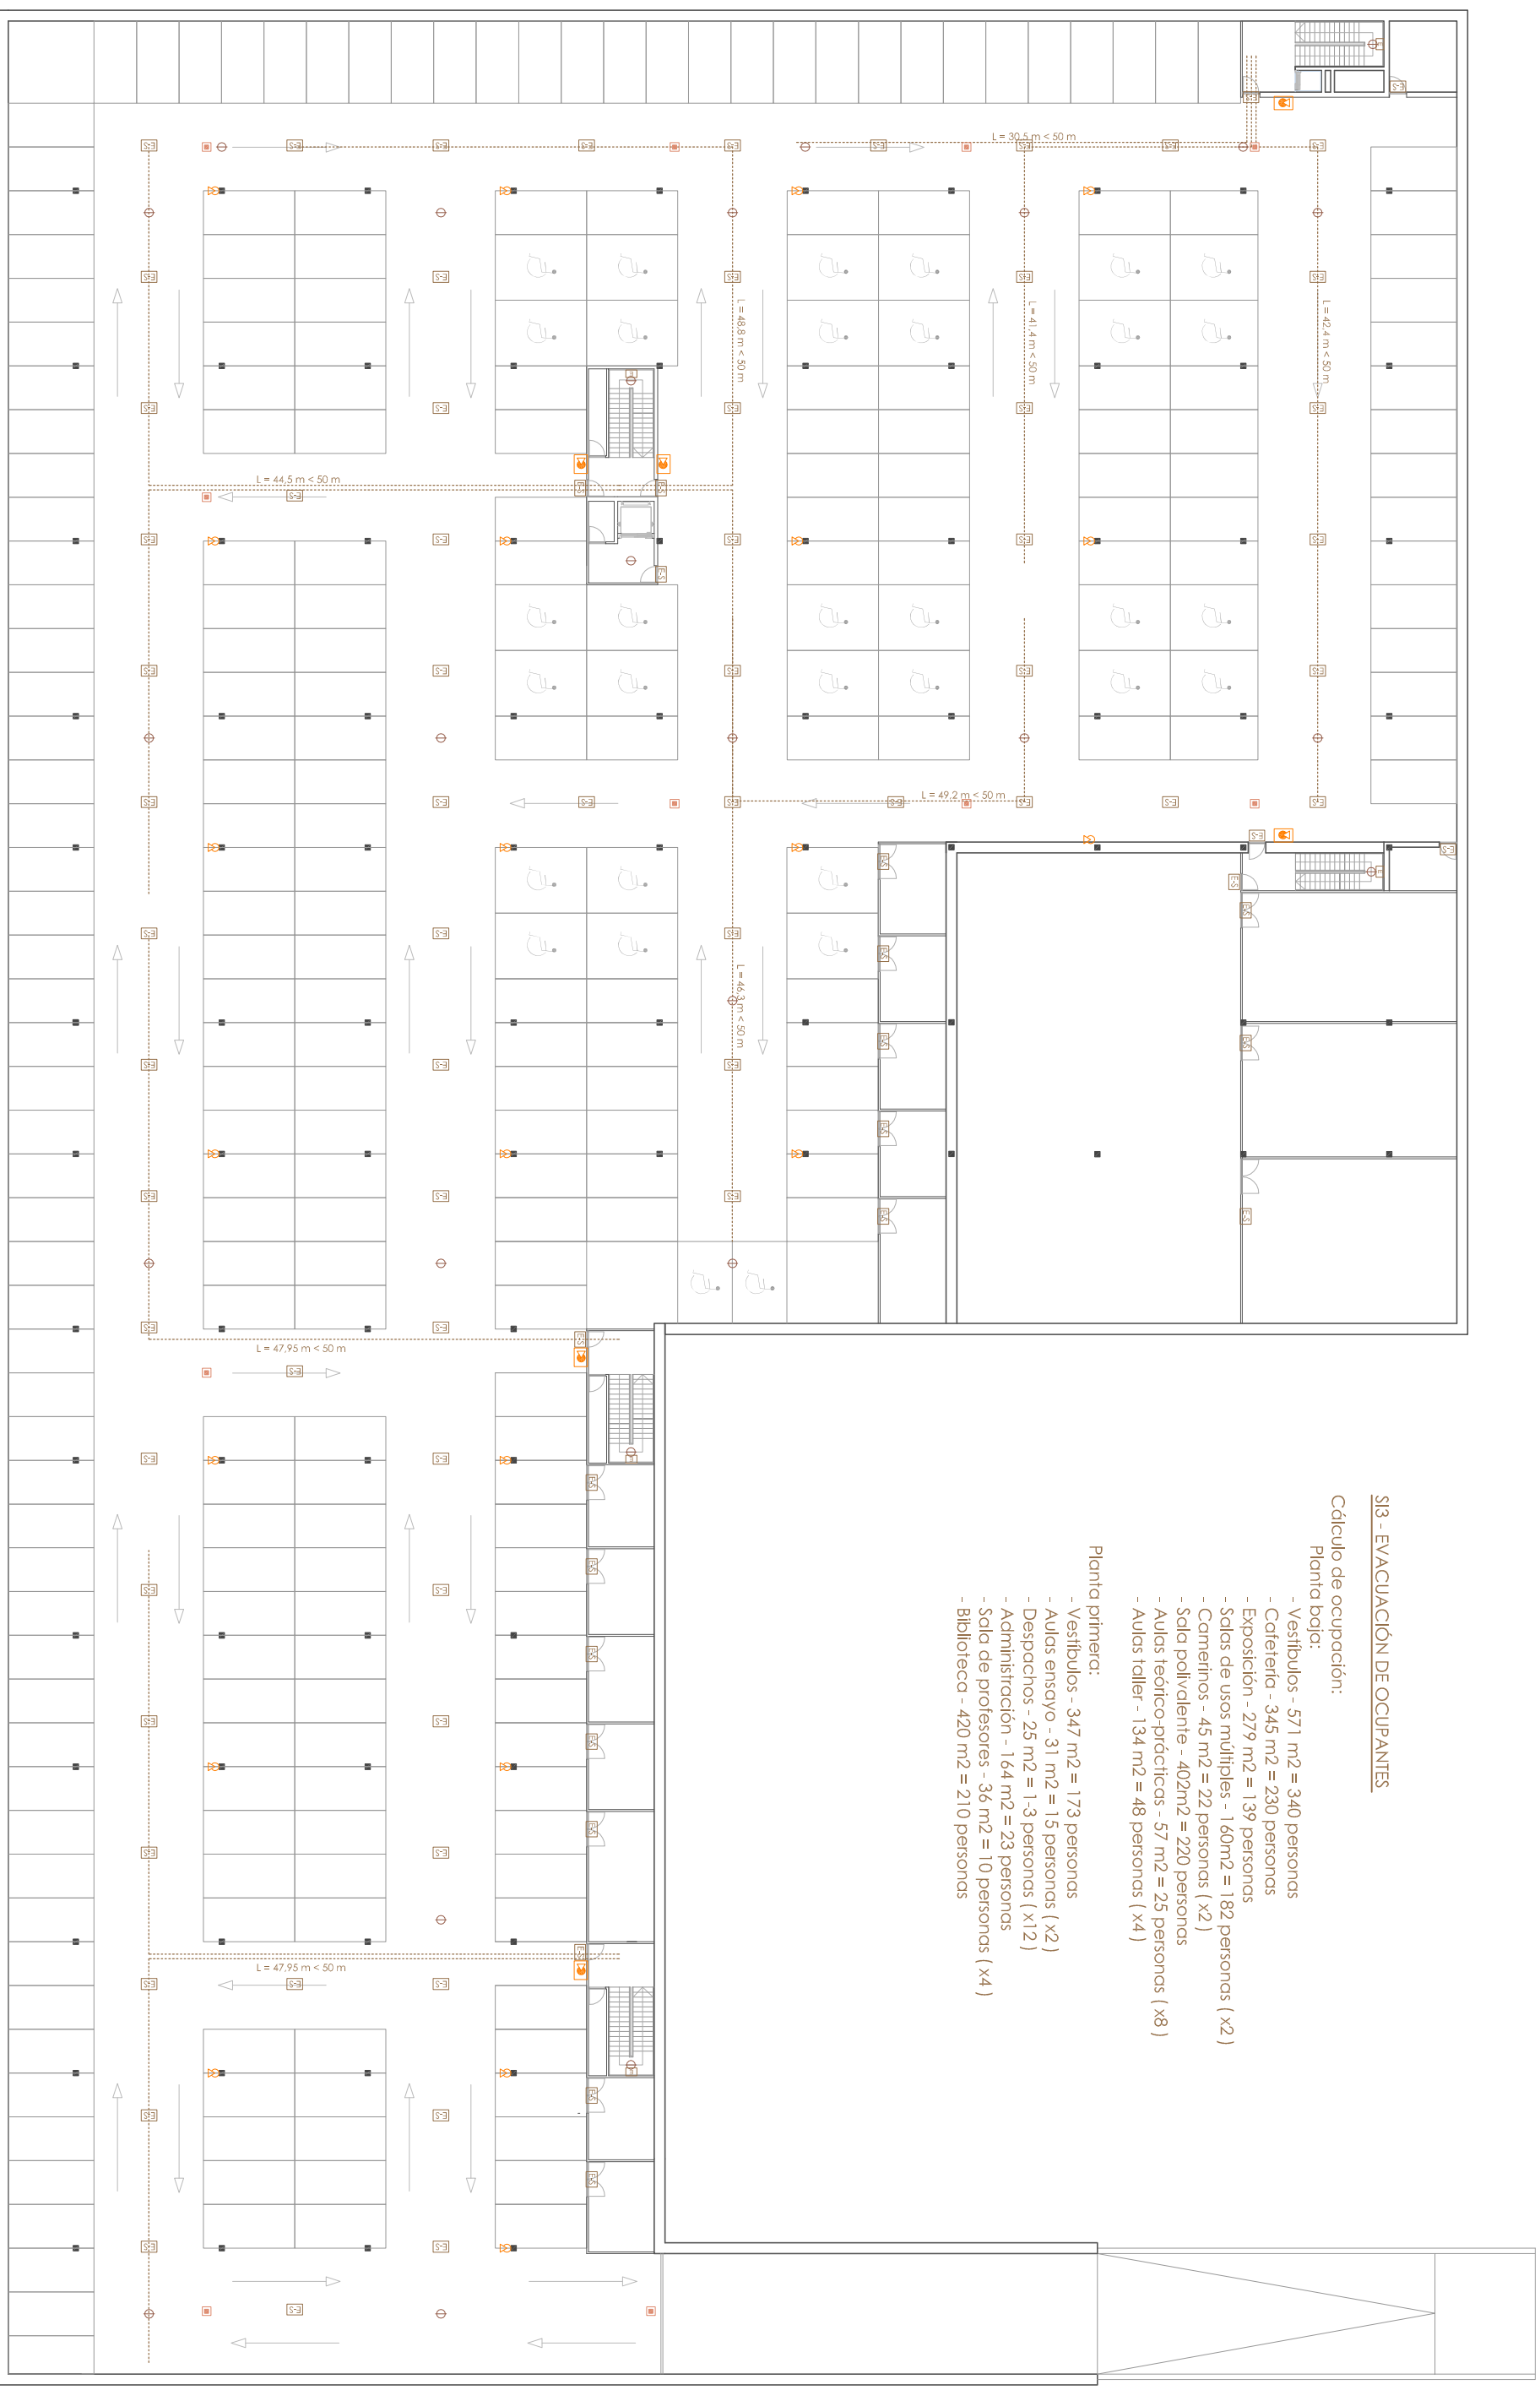 SI3 - EVACUACIÓN DE OCUPANTES
Cálculo de ocupación:
Planta baja:
- Vestíbulos - 571 m2 = 340 personas
- Cafetería - 345 m2 = 230 personas
- Exposición - 279 m2 = 139 personas
- Salas de usos múltiples - 160m2 = 182 personas ( x2 )
- Camerinos - 45 m2 = 22 personas ( x2 )
- Sala polivalente - 402m2 = 220 personas
- Aulas teórico-prácticas - 57 m2 = 25 personas ( x8 )
- Aulas taller - 134 m2 = 48 personas ( x4 )
Planta primera:
- Vestíbulos - 347 m2 = 173 personas
- Aulas ensayo - 31 m2 = 15 personas ( x2 )
- Despachos - 25 m2 = 1-3 personas ( x12 )
- Administración - 164 m2 = 23 personas
- Sala de profesores - 36 m2 = 10 personas ( x4 )
- Biblioteca - 420 m2 = 210 personas
L = 30,5 m < 50 m
L = 48,8 m < 50 m
L = 41,4 m < 50 m
L = 42,4 m < 50 m
L = 44,5 m < 50 m
L = 49,2 m < 50 m
L = 46,3 m < 50 m
L = 47,95 m < 50 m
L = 47,95 m < 50 m
E-S
E